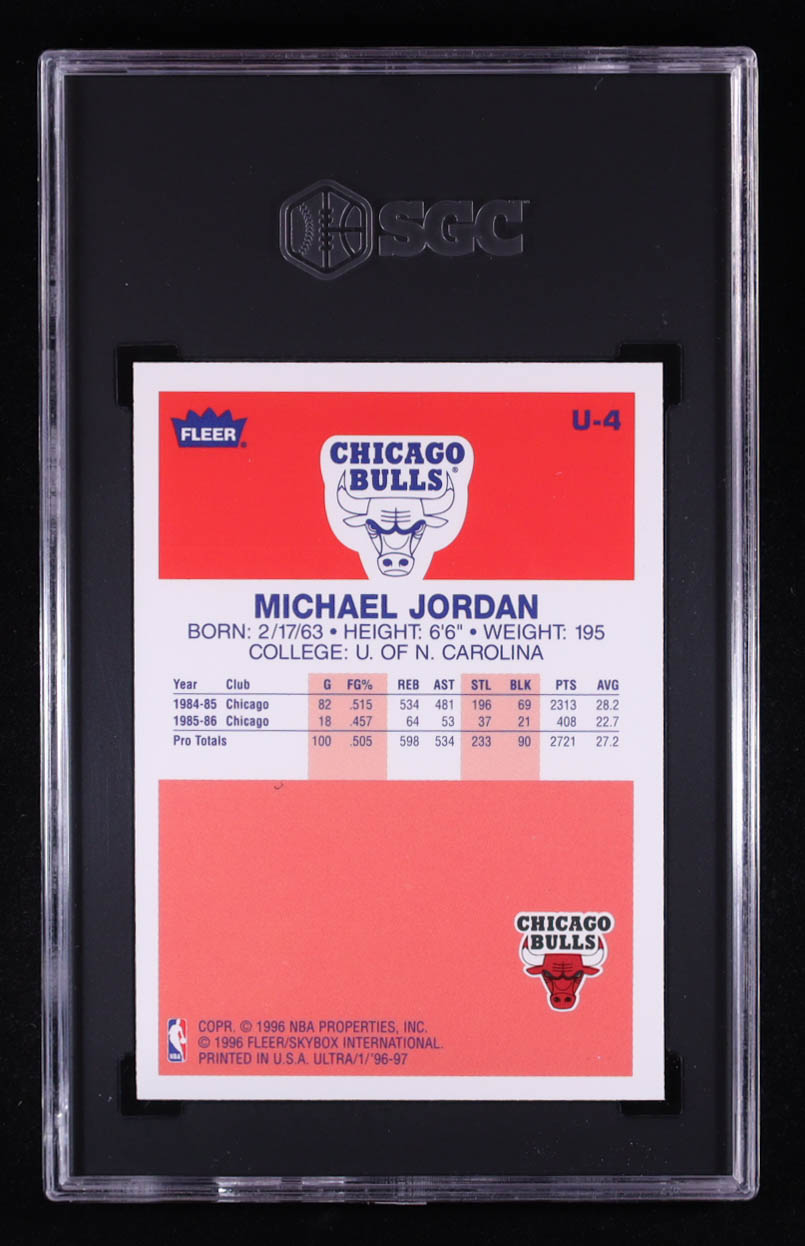 SGC
FLEER®
U-4
CHICAGO
BULLS®
MICHAEL JORDAN
BORN: 2/17/63 • HEIGHT: 6'6" • WEIGHT: 195
COLLEGE: U. OF N. CAROLINA
Year Club G FG% REB AST STL BLK PTS AVG
1984-85 Chicago 82 .515 534 481 196 69 2313 28.2
1985-86 Chicago 18 .457 64 53 37 21 408 22.7
Pro Totals 100 .505 598 534 233 90 2721 27.2
CHICAGO
BULLS
NBA
COPR. © 1996 NBA PROPERTIES, INC.
© 1996 FLEER/SKYBOX INTERNATIONAL.
PRINTED IN U.S.A. ULTRA/1/'96-97